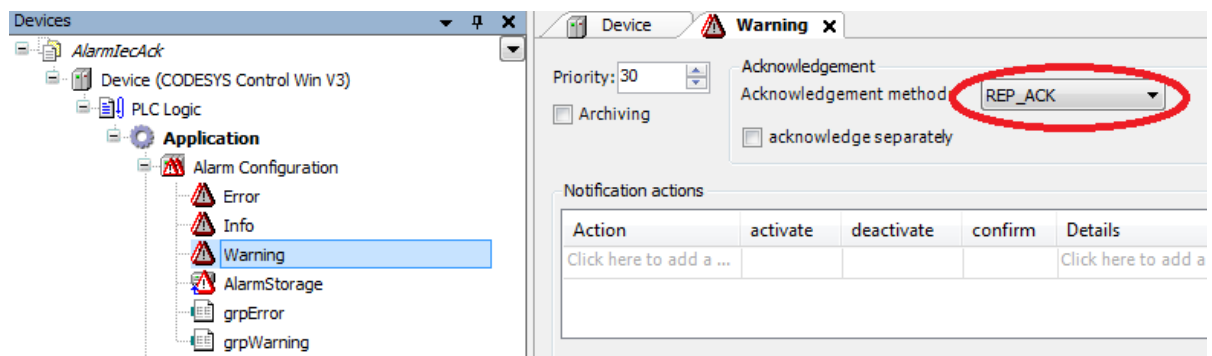 Devices
AlarmIecAck
Device (CODESYS Control Win V3)
PLC Logic
Application
Alarm Configuration
Error
Info
Warning
AlarmStorage
grpError
grpWarning
Device
Warning
Priority: 30
Archiving
Acknowledgement
Acknowledgement method: REP_ACK
acknowledge separately
Notification actions
Action activate deactivate confirm Details
Click here to add a ... Click here to add a